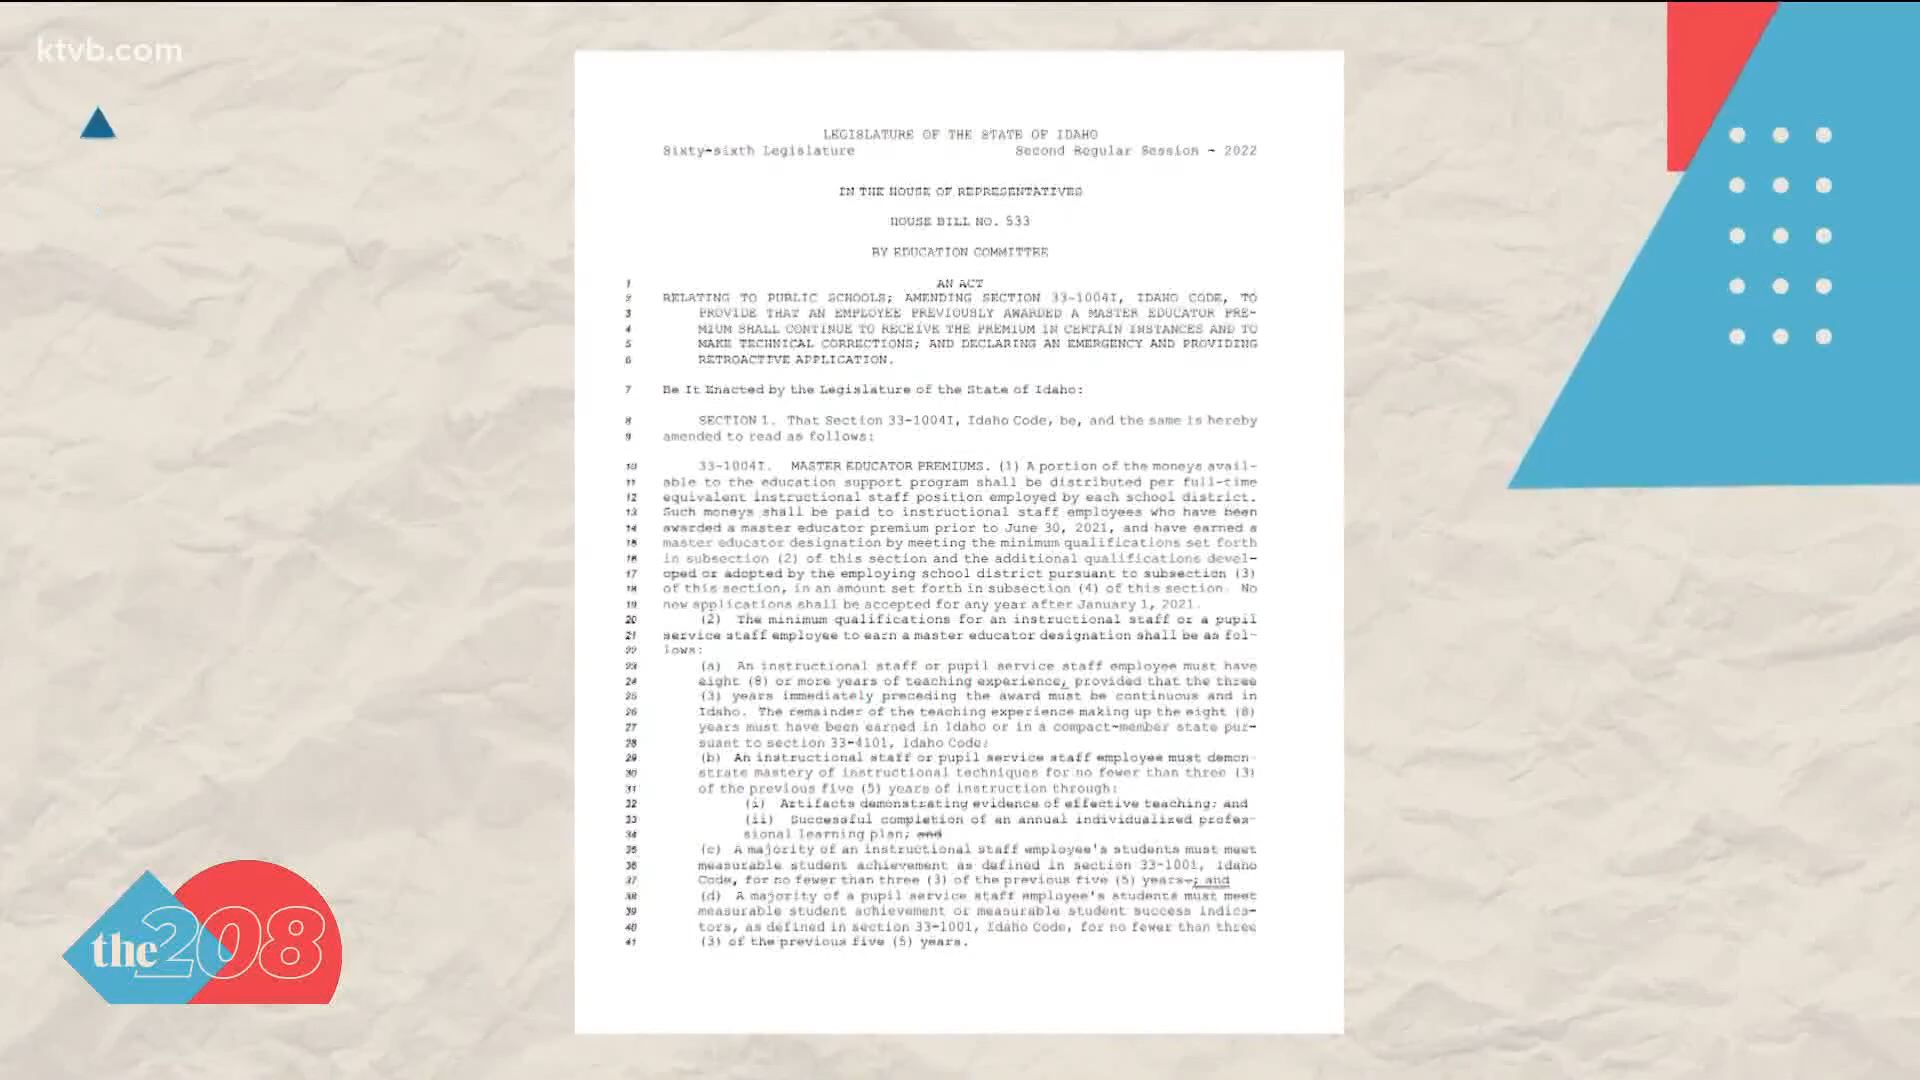 ktvb.com
LEGISLATURE OF THE STATE OF IDAHO
Sixty-sixth Legislature Second Regular Session - 2022
IN THE HOUSE OF REPRESENTATIVES
HOUSE BILL NO. 533
BY EDUCATION COMMITTEE
1 AN ACT
2 RELATING TO PUBLIC SCHOOLS; AMENDING SECTION 33-1004I, IDAHO CODE, TO
3 PROVIDE THAT AN EMPLOYEE PREVIOUSLY AWARDED A MASTER EDUCATOR PRE-
4 MIUM SHALL CONTINUE TO RECEIVE THE PREMIUM IN CERTAIN INSTANCES AND TO
5 MAKE TECHNICAL CORRECTIONS; AND DECLARING AN EMERGENCY AND PROVIDING
6 RETROACTIVE APPLICATION.
7 Be It Enacted by the Legislature of the State of Idaho:
8 SECTION 1. That Section 33-1004I, Idaho Code, be, and the same is hereby
9 amended to read as follows:
10 33-1004I. MASTER EDUCATOR PREMIUMS. (1) A portion of the moneys avail-
11 able to the education support program shall be distributed per full-time
12 equivalent instructional staff position employed by each school district.
13 Such moneys shall be paid to instructional staff employees who have been
14 awarded a master educator premium prior to June 30, 2021, and have earned a
15 master educator designation by meeting the minimum qualifications set forth
16 in subsection (2) of this section and the additional qualifications devel-
17 oped or adopted by the employing school district pursuant to subsection (3)
18 of this section, in an amount set forth in subsection (4) of this section. No
19 new applications shall be accepted for any year after January 1, 2021.
20 (2) The minimum qualifications for an instructional staff or a pupil
21 service staff employee to earn a master educator designation shall be as fol-
22 lows:
23 (a) An instructional staff or pupil service staff employee must have
24 eight (8) or more years of teaching experience, provided that the three
25 (3) years immediately preceding the award must be continuous and in
26 Idaho. The remainder of the teaching experience making up the eight (8)
27 years must have been earned in Idaho or in a compact-member state pur-
28 suant to section 33-4101, Idaho Code;
29 (b) An instructional staff or pupil service staff employee must demon-
30 strate mastery of instructional techniques for no fewer than three (3)
31 of the previous five (5) years of instruction through:
32 (i) Artifacts demonstrating evidence of effective teaching; and
33 (ii) Successful completion of an annual individualized profes-
34 sional learning plan; and
35 (c) A majority of an instructional staff employee's students must meet
36 measurable student achievement as defined in section 33-1001, Idaho
37 Code, for no fewer than three (3) of the previous five (5) years.; and
38 (d) A majority of a pupil service staff employee's students must meet
39 measurable student achievement or measurable student success indica-
40 tors, as defined in section 33-1001, Idaho Code, for no fewer than three
41 (3) of the previous five (5) years.
the 208